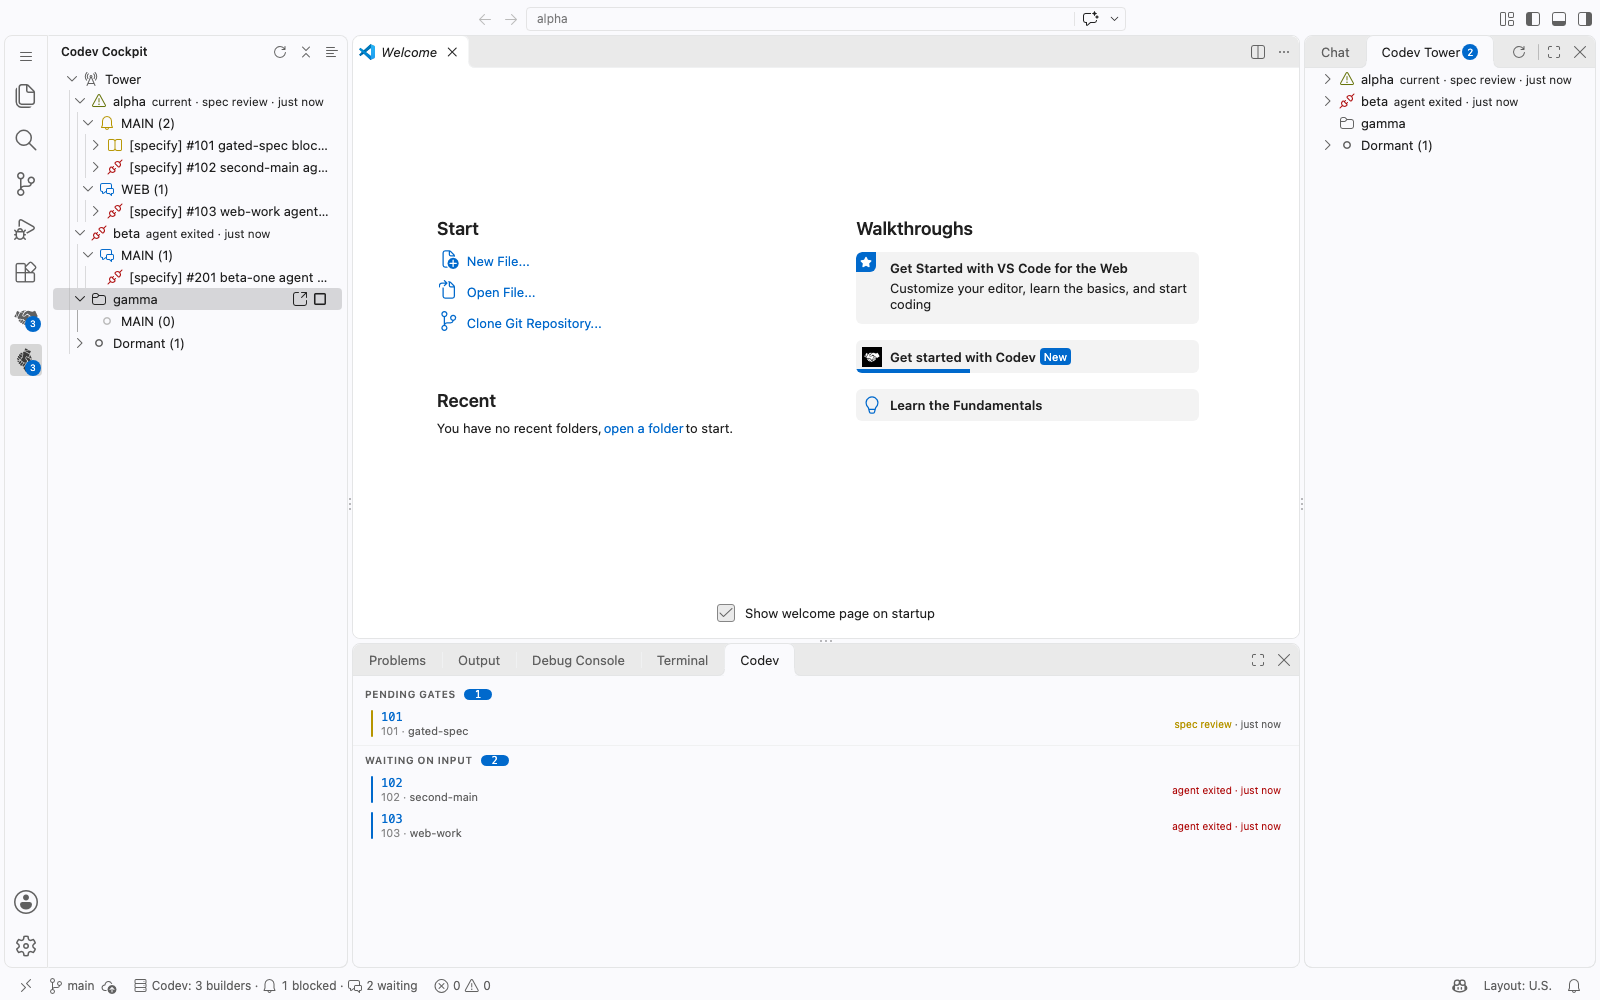 alpha
Codev Cockpit
Tower
alpha current · spec review · just now
MAIN (2)
[specify] #101 gated-spec bloc...
[specify] #102 second-main ag...
WEB (1)
[specify] #103 web-work agent...
beta agent exited · just now
MAIN (1)
[specify] #201 beta-one agent ...
gamma
MAIN (0)
Dormant (1)
3
3
Welcome
Start
New File...
Open File...
Clone Git Repository...
Recent
You have no recent folders, open a folder to start.
Walkthroughs
Get Started with VS Code for the Web
Customize your editor, learn the basics, and start
coding
Get started with Codev New
Learn the Fundamentals
Show welcome page on startup
Problems Output Debug Console Terminal Codev
PENDING GATES 1
101
101 · gated-spec
spec review · just now
WAITING ON INPUT 2
102
102 · second-main
agent exited · just now
103
103 · web-work
agent exited · just now
Chat Codev Tower 2
alpha current · spec review · just now
beta agent exited · just now
gamma
Dormant (1)
main Codev: 3 builders · 1 blocked · 2 waiting 0 0
Layout: U.S.